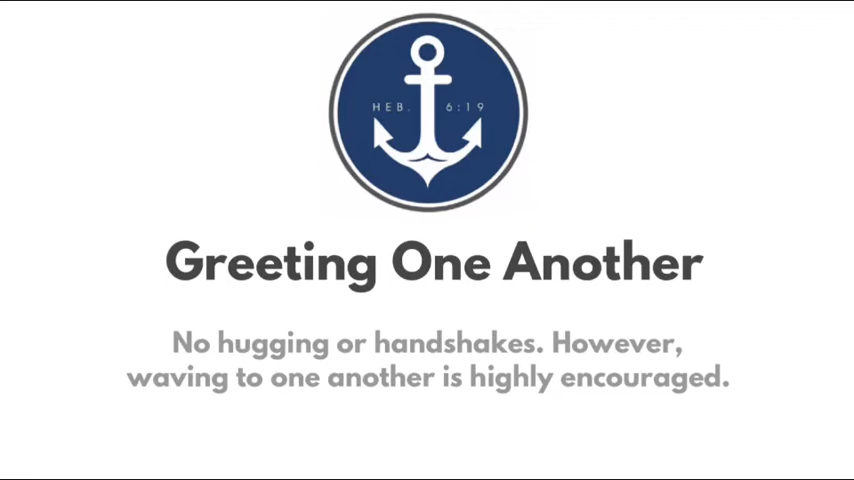 HEB. 6:19
Greeting One Another
No hugging or handshakes. However,
waving to one another is highly encouraged.